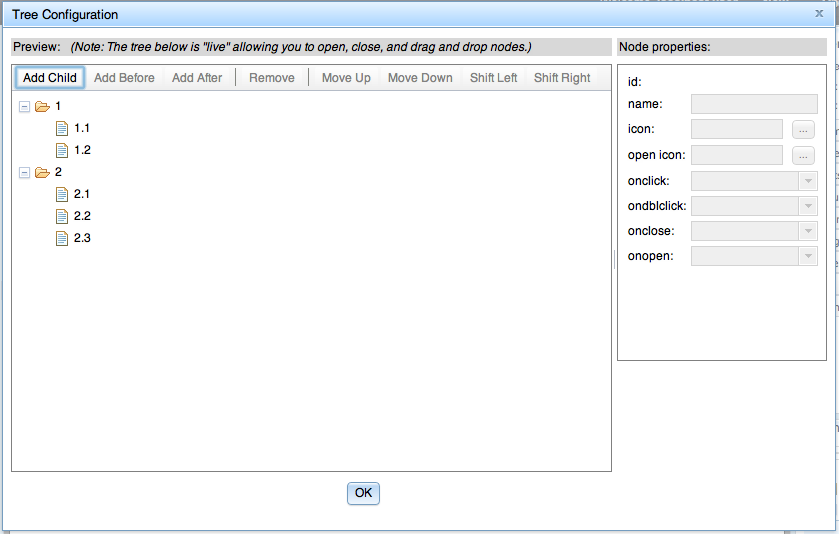 Tree Configuration x
Preview: (Note: The tree below is "live" allowing you to open, close, and drag and drop nodes.)
Node properties:
Add Child Add Before Add After Remove Move Up Move Down Shift Left Shift Right
1
1.1
1.2
2
2.1
2.2
2.3
id:
name:
icon: ...
open icon: ...
onclick:
ondblclick:
onclose:
onopen:
OK